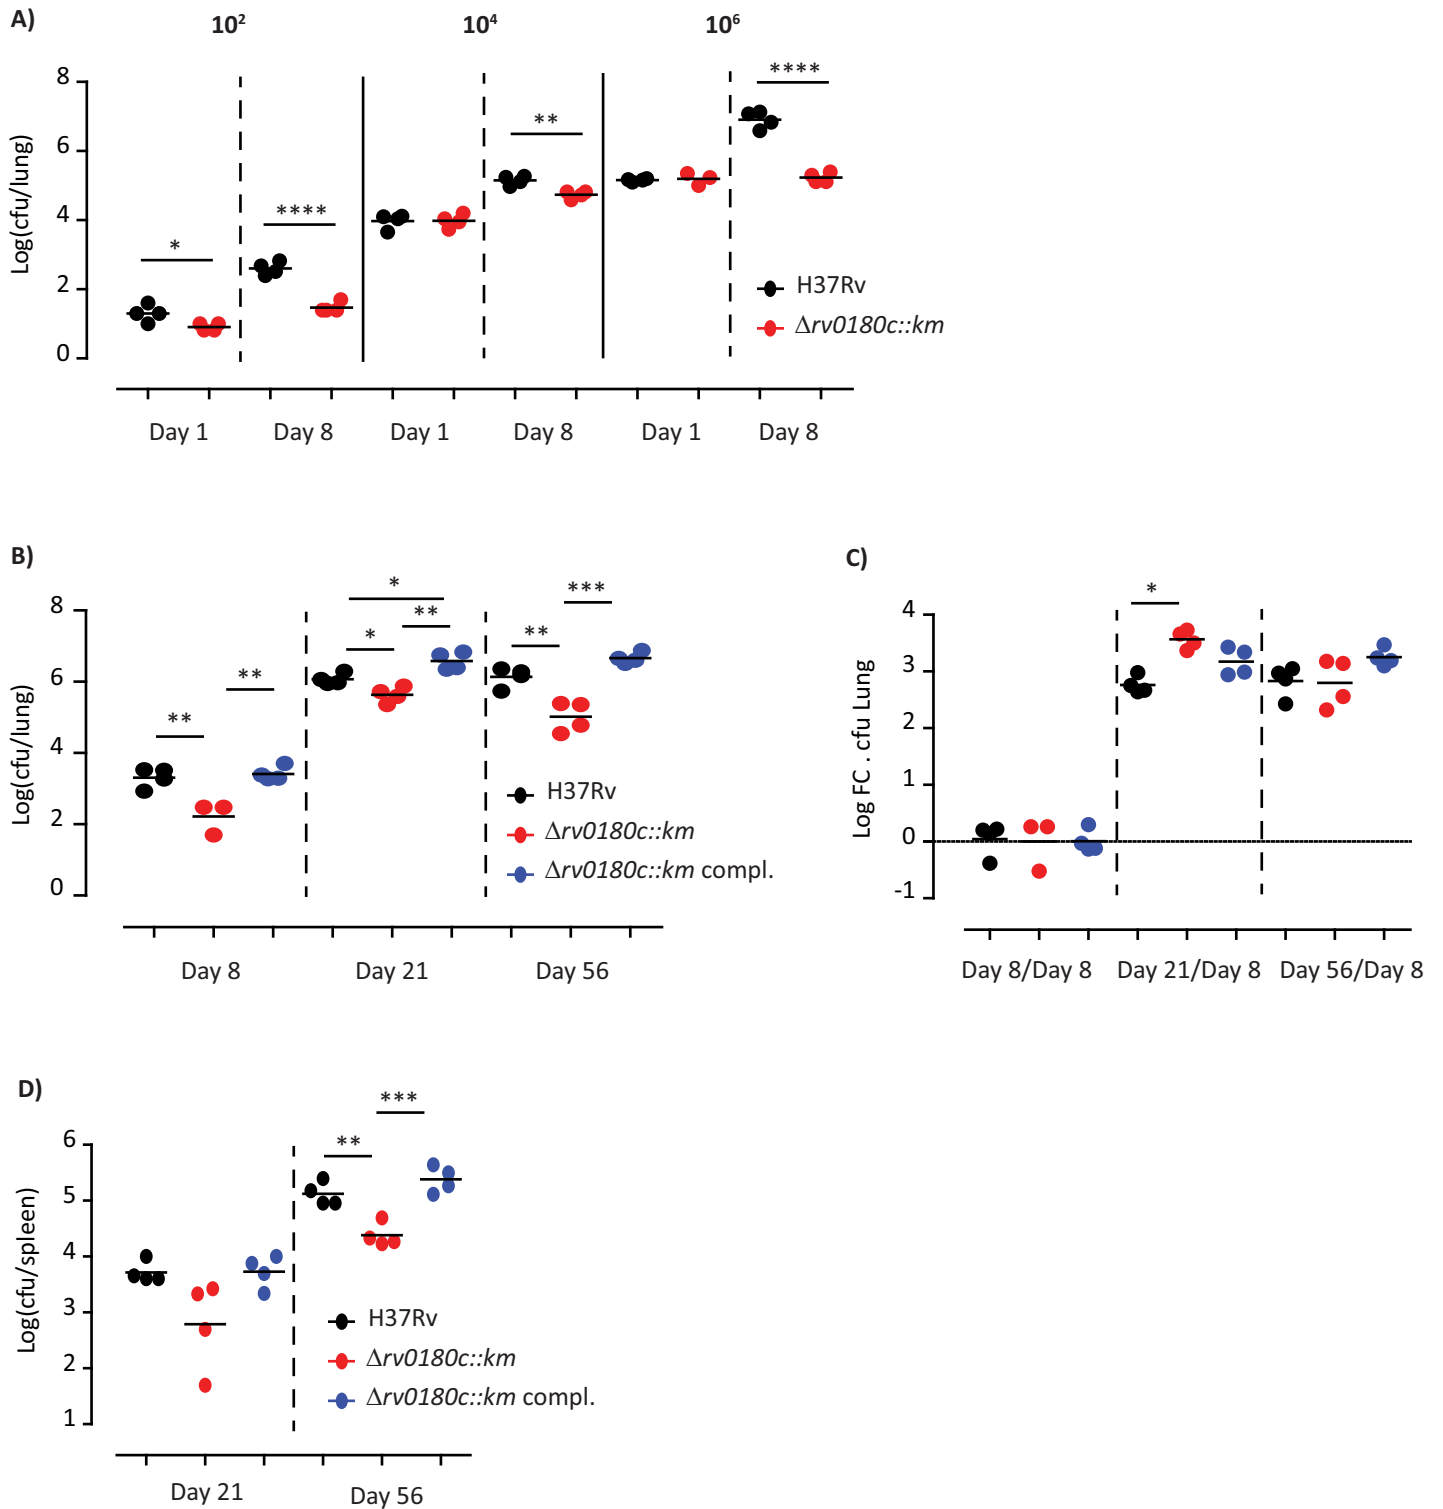 A)
10² 10⁴ 10⁶
Log(cfu/lung)
8
6
4
2
0
* **** ** ****
H37Rv
Δrv0180c::km
Day 1 Day 8 Day 1 Day 8 Day 1 Day 8
B)
Log(cfu/lung)
8
6
4
2
0
** ** * * ** ** ***
H37Rv
Δrv0180c::km
Δrv0180c::km compl.
Day 8 Day 21 Day 56
C)
Log FC . cfu Lung
4
3
2
1
0
-1
*
Day 8/Day 8 Day 21/Day 8 Day 56/Day 8
D)
Log(cfu/spleen)
6
5
4
3
2
1
** ***
H37Rv
Δrv0180c::km
Δrv0180c::km compl.
Day 21 Day 56